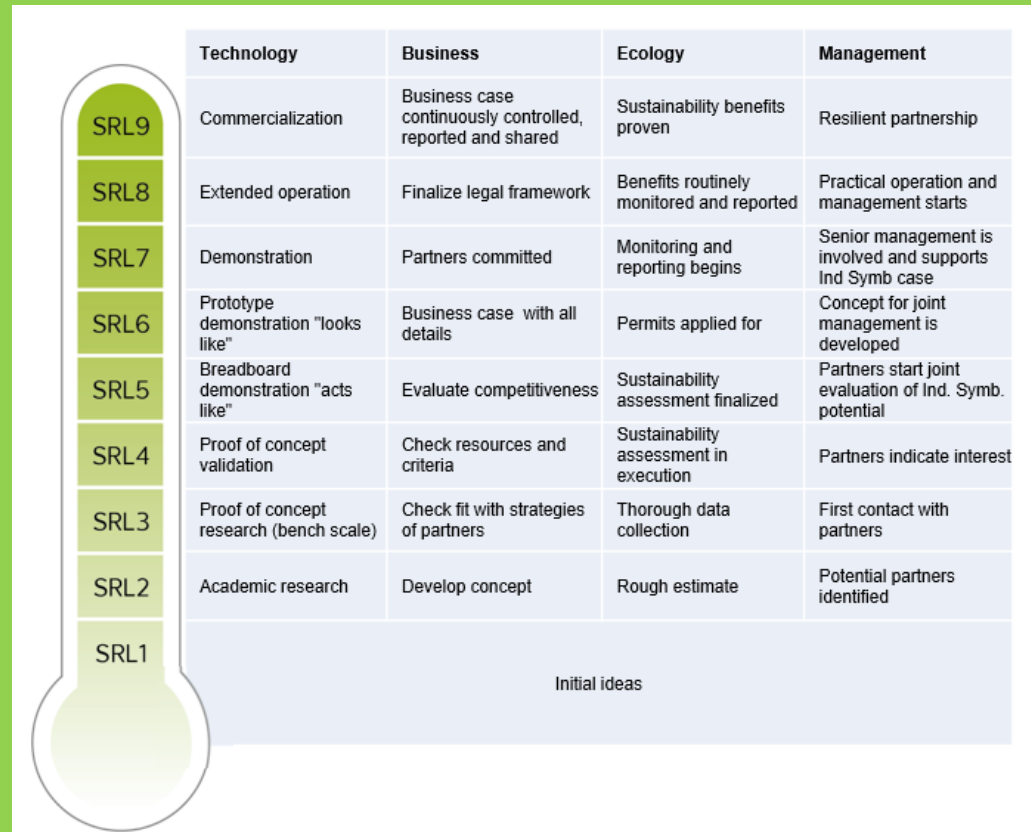 Technology Business Ecology Management
SRL9
Commercialization
Business case
continuously controlled,
reported and shared
Sustainability benefits
proven
Resilient partnership
SRL8
Extended operation
Finalize legal framework
Benefits routinely
monitored and reported
Practical operation and
management starts
SRL7
Demonstration
Partners committed
Monitoring and
reporting begins
Senior management is
involved and supports
Ind Symb case
SRL6
Prototype
demonstration "looks
like"
Business case with all
details
Permits applied for
Concept for joint
management is
developed
SRL5
Breadboard
demonstration "acts
like"
Evaluate competitiveness
Sustainability
assessment finalized
Partners start joint
evaluation of Ind. Symb.
potential
SRL4
Proof of concept
validation
Check resources and
criteria
Sustainability
assessment in
execution
Partners indicate interest
SRL3
Proof of concept
research (bench scale)
Check fit with strategies
of partners
Thorough data
collection
First contact with
partners
SRL2
Academic research
Develop concept
Rough estimate
Potential partners
identified
SRL1
Initial ideas